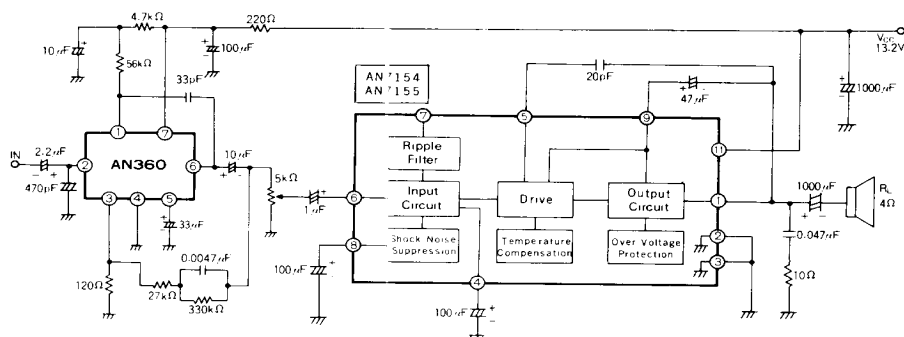 4.7kΩ
220Ω
10μF
+
56kΩ
+
100μF
33pF
Vcc
13.2V
+
1000μF
AN7154
AN7155
20pF
+
47μF
IN
2.2μF
+
470pF
AN360
1
7
2
6
3
4
5
+
33μF
10μF
+
5kΩ
+
1μF
120Ω
27kΩ
0.0047μF
330kΩ
7
5
9
11
6
1
8
2
3
4
Ripple
Filter
Input
Circuit
Shock Noise
Suppression
Drive
Temperature
Compensation
Output
Circuit
Over Voltage
Protection
100μF
+
100μF
+
-
1000μF
+
-
RL
4Ω
0.047μF
10Ω